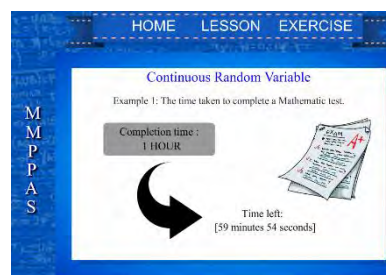 HOME LESSON EXERCISE
M
M
P
P
A
S
Continuous Random Variable
Example 1: The time taken to complete a Mathematic test.
Completion time :
1 HOUR
EXAM
A+
Time left:
[59 minutes 54 seconds]